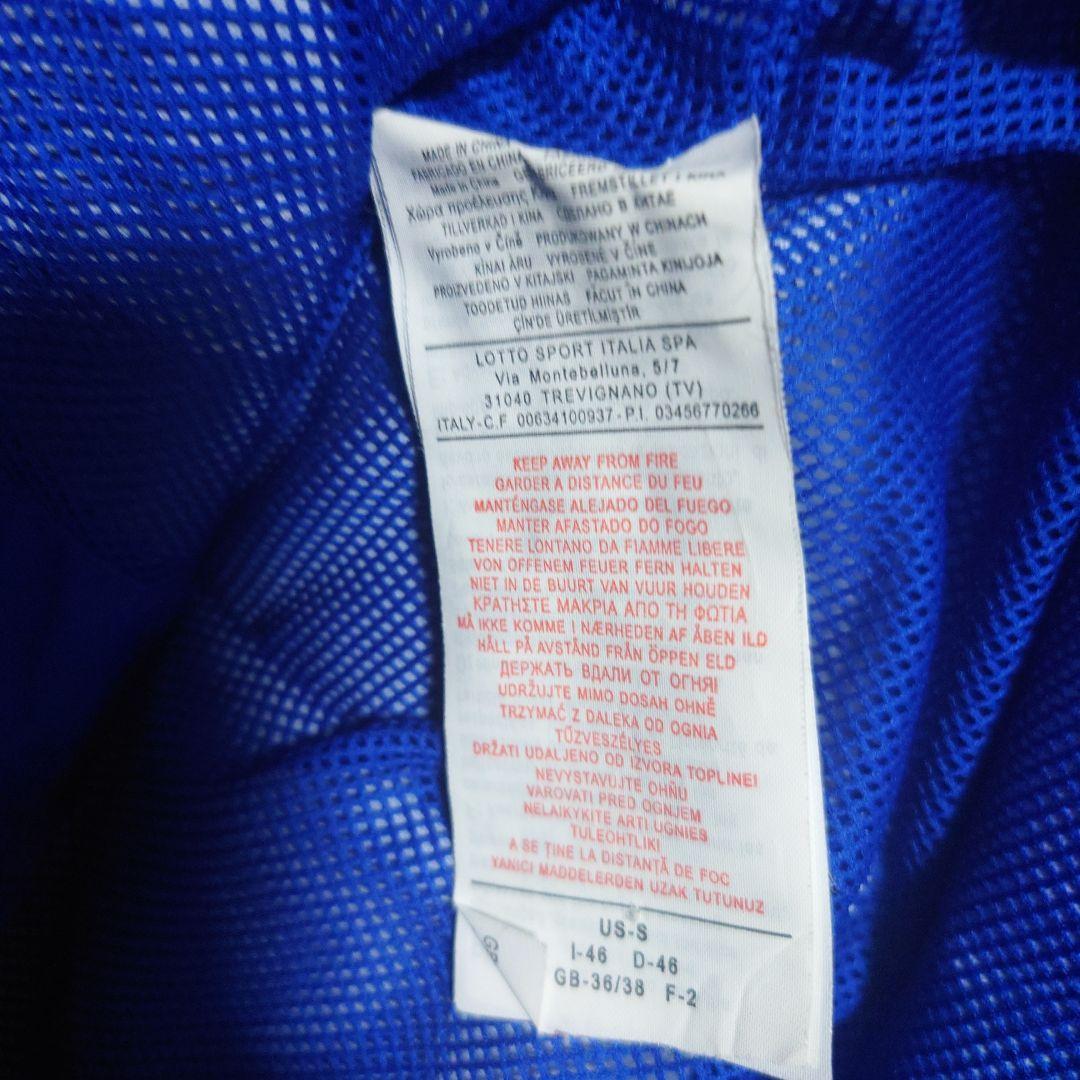 MADE IN CHINA
FABRICADO EN CHINA
Made in China FREMSTILLET I KINA
Χώρα προέλευσης
TILLVERKAD I KINA СДЕЛАНО В КИТАЕ
Vyrobeno v Číně PRODUKOWANY W CHINACH
KÍNAI ÁRU VYROBENÉ V ČÍNE
PROIZVEDENO V KITAJSKI PAGAMINTA KINIJOJA
TOODETUD HIINAS FĂCUT ÎN CHINA
ÇİN'DE ÜRETİLMİŞTİR
LOTTO SPORT ITALIA SPA
Via Montebelluna, 5/7
31040 TREVIGNANO (TV)
ITALY-C.F 00634100937-P.I. 03456770266
KEEP AWAY FROM FIRE
GARDER A DISTANCE DU FEU
MANTÉNGASE ALEJADO DEL FUEGO
MANTER AFASTADO DO FOGO
TENERE LONTANO DA FIAMME LIBERE
VON OFFENEM FEUER FERN HALTEN
NIET IN DE BUURT VAN VUUR HOUDEN
ΚΡΑΤΗΣΤΕ ΜΑΚΡΙΑ ΑΠΟ ΤΗ ΦΩΤΙΑ
MÅ IKKE KOMME I NÆRHEDEN AF ÅBEN ILD
HÅLL PÅ AVSTÅND FRÅN ÖPPEN ELD
ДЕРЖАТЬ ВДАЛИ ОТ ОГНЯ!
UDRŽUJTE MIMO DOSAH OHNĚ
TRZYMAĆ Z DALEKA OD OGNIA
TŰZVESZÉLYES
DRŽATI UDALJENO OD IZVORA TOPLINE!
NEVYSTAVUJTE OHŇU
VAROVATI PRED OGNJEM
NELAIKYKITE ARTI UGNIES
TULEOHTLIKI
A SE ȚINE LA DISTANȚĂ DE FOC
YANICI MADDELERDEN UZAK TUTUNUZ
US-S
I-46 D-46
GB-36/38 F-2